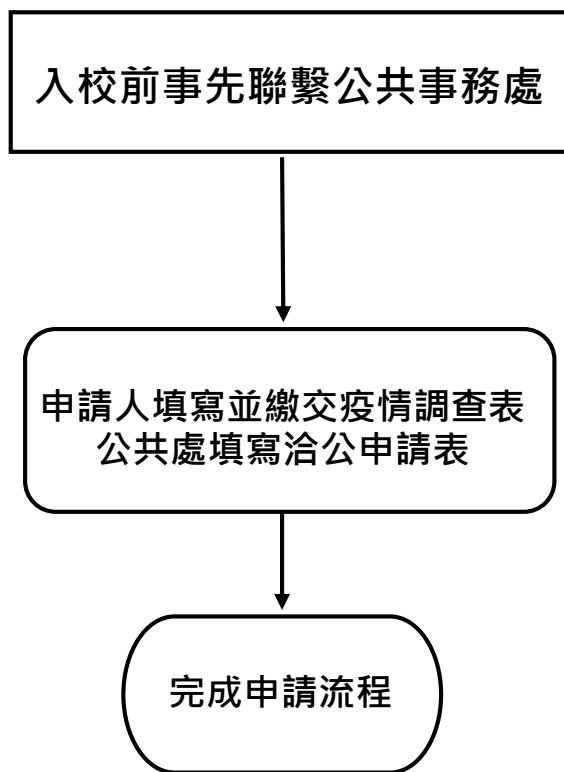 入校前事先聯繫公共事務處
申請人填寫並繳交疫情調查表
公共處填寫洽公申請表
完成申請流程